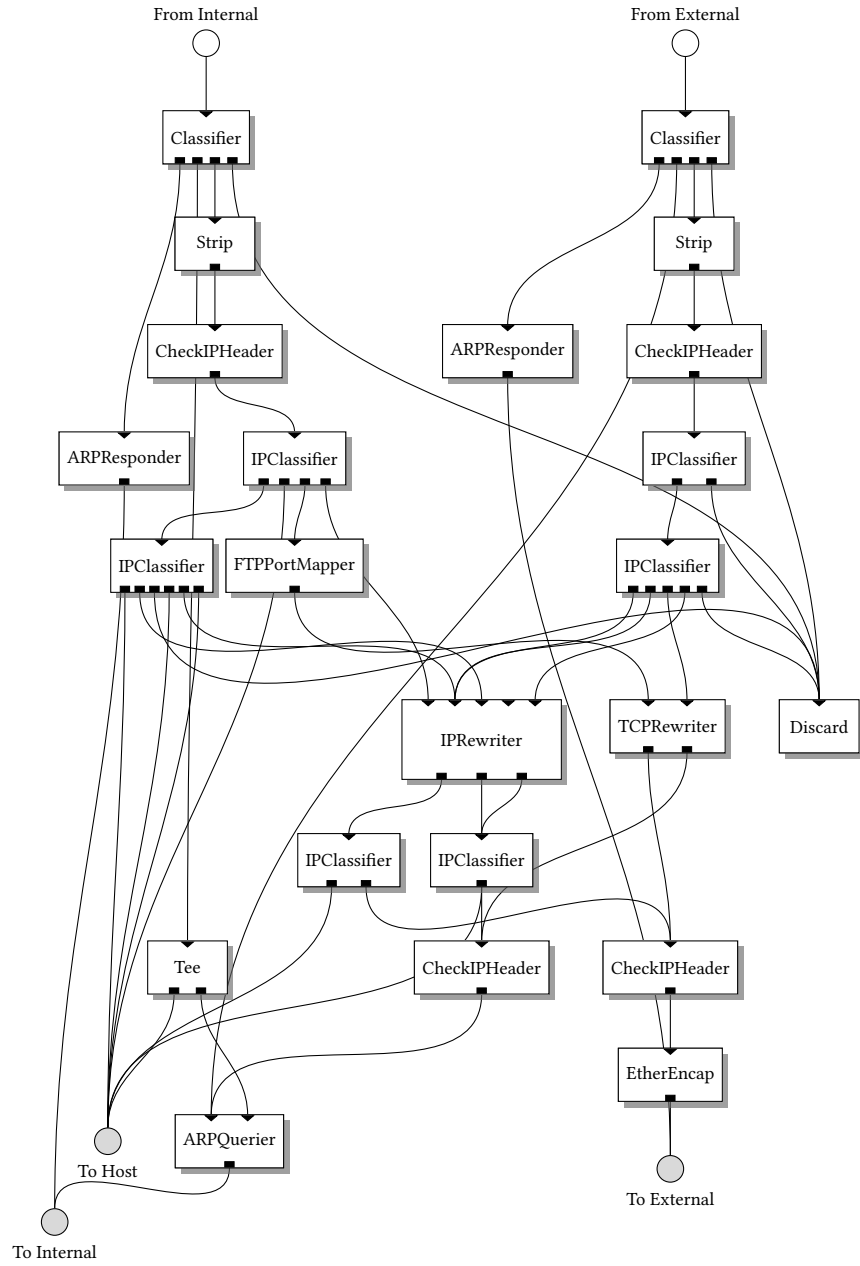 From Internal
From External
Classifier
Classifier
Strip
Strip
CheckIPHeader
ARPResponder
CheckIPHeader
ARPResponder
IPClassifier
IPClassifier
IPClassifier
FTPPortMapper
IPClassifier
IPRewriter
TCPRewriter
Discard
IPClassifier
IPClassifier
Tee
CheckIPHeader
CheckIPHeader
EtherEncap
ARPQuerier
To Host
To External
To Internal